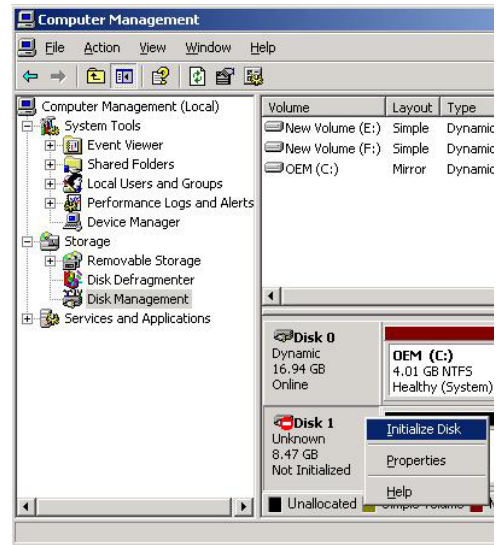 Computer Management
File Action View Window Help
Computer Management (Local)
System Tools
Event Viewer
Shared Folders
Local Users and Groups
Performance Logs and Alerts
Device Manager
Storage
Removable Storage
Disk Defragmenter
Disk Management
Services and Applications
Volume Layout Type
New Volume (E:) Simple Dynamic
New Volume (F:) Simple Dynamic
OEM (C:) Mirror Dynamic
Disk 0
Dynamic
16.94 GB
Online
OEM (C:)
4.01 GB NTFS
Healthy (System)
Disk 1
Unknown
8.47 GB
Not Initialized
Initialize Disk
Properties
Help
Unallocated